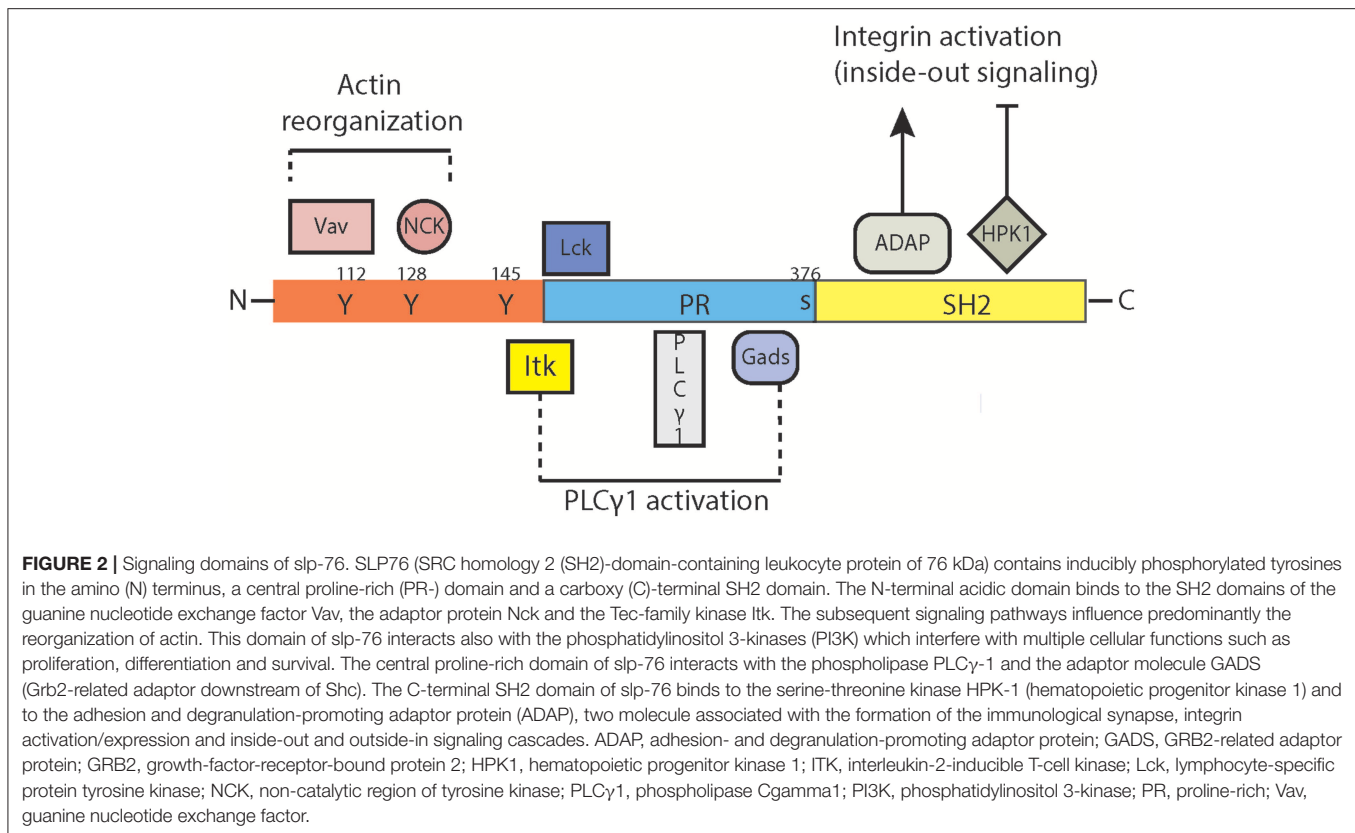 Integrin activation
(inside-out signaling)
Actin
reorganization
Vav
NCK
Lck
ADAP
HPK1
112
128
145
376
N
Y
Y
Y
PR
S
SH2
C
Itk
PLCγ1
Gads
PLCγ1 activation
FIGURE 2 | Signaling domains of slp-76. SLP76 (SRC homology 2 (SH2)-domain-containing leukocyte protein of 76 kDa) contains inducibly phosphorylated tyrosines
in the amino (N) terminus, a central proline-rich (PR-) domain and a carboxy (C)-terminal SH2 domain. The N-terminal acidic domain binds to the SH2 domains of the
guanine nucleotide exchange factor Vav, the adaptor protein Nck and the Tec-family kinase Itk. The subsequent signaling pathways influence predominantly the
reorganization of actin. This domain of slp-76 interacts also with the phosphatidylinositol 3-kinases (PI3K) which interfere with multiple cellular functions such as
proliferation, differentiation and survival. The central proline-rich domain of slp-76 interacts with the phospholipase PLCγ-1 and the adaptor molecule GADS
(Grb2-related adaptor downstream of Shc). The C-terminal SH2 domain of slp-76 binds to the serine-threonine kinase HPK-1 (hematopoietic progenitor kinase 1) and
to the adhesion and degranulation-promoting adaptor protein (ADAP), two molecule associated with the formation of the immunological synapse, integrin
activation/expression and inside-out and outside-in signaling cascades. ADAP, adhesion- and degranulation-promoting adaptor protein; GADS, GRB2-related adaptor
protein; GRB2, growth-factor-receptor-bound protein 2; HPK1, hematopoietic progenitor kinase 1; ITK, interleukin-2-inducible T-cell kinase; Lck, lymphocyte-specific
protein tyrosine kinase; NCK, non-catalytic region of tyrosine kinase; PLCγ1, phospholipase Cgamma1; PI3K, phosphatidylinositol 3-kinase; PR, proline-rich; Vav,
guanine nucleotide exchange factor.